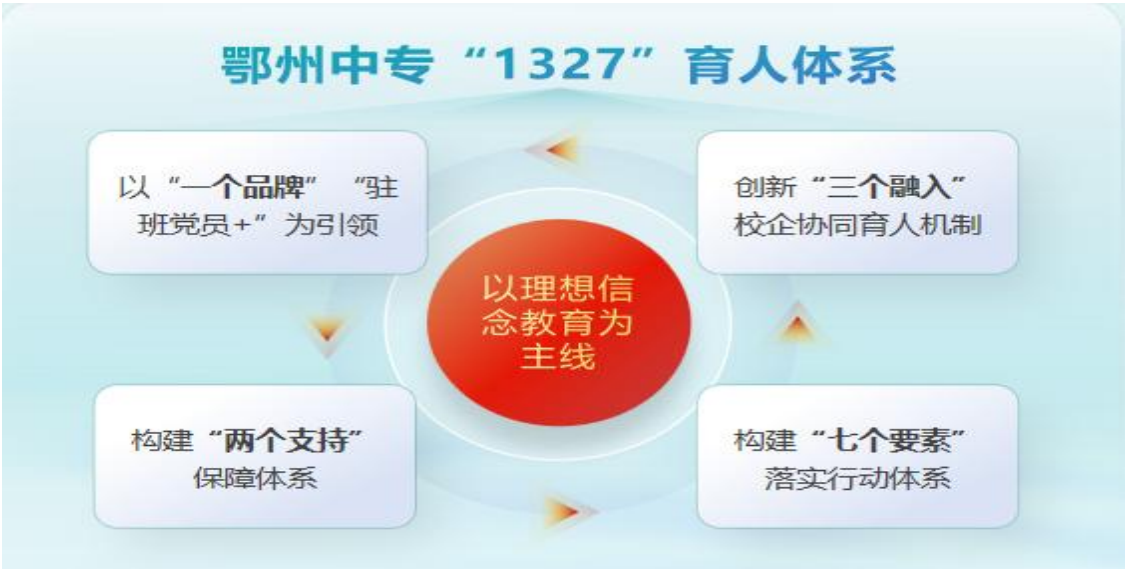 鄂州中专“1327”育人体系
以“一个品牌”“驻
班党员+”为引领
创新“三个融入”
校企协同育人机制
以理想信
念教育为
主线
构建“两个支持”
保障体系
构建“七个要素”
落实行动体系